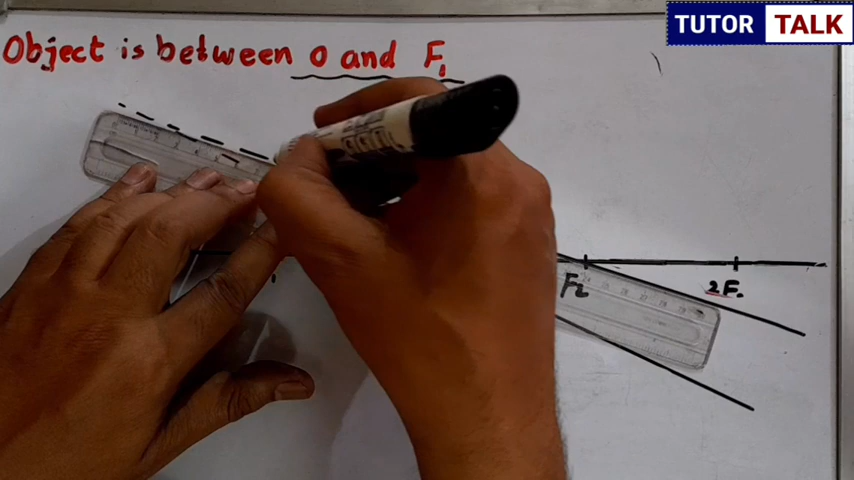 TUTOR TALK
Object is between O and F₁
F₂
2F₂